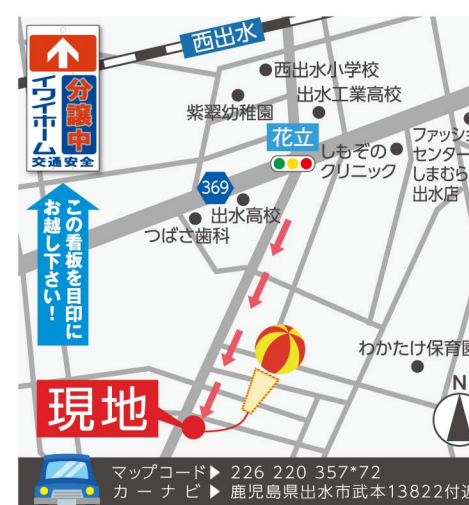 西出水
西出水小学校
出水工業高校
紫翠幼稚園
花立
しもぞの
クリニック
ファッショ
センター
しまむら
出水店
369
出水高校
つばさ歯科
分譲中
イワイホーム
交通安全
この看板を目印に
お越し下さい！
わかたけ保育園
N
現地
マップコード▶ 226 220 357*72
カーナビ▶ 鹿児島県出水市武本13822付近